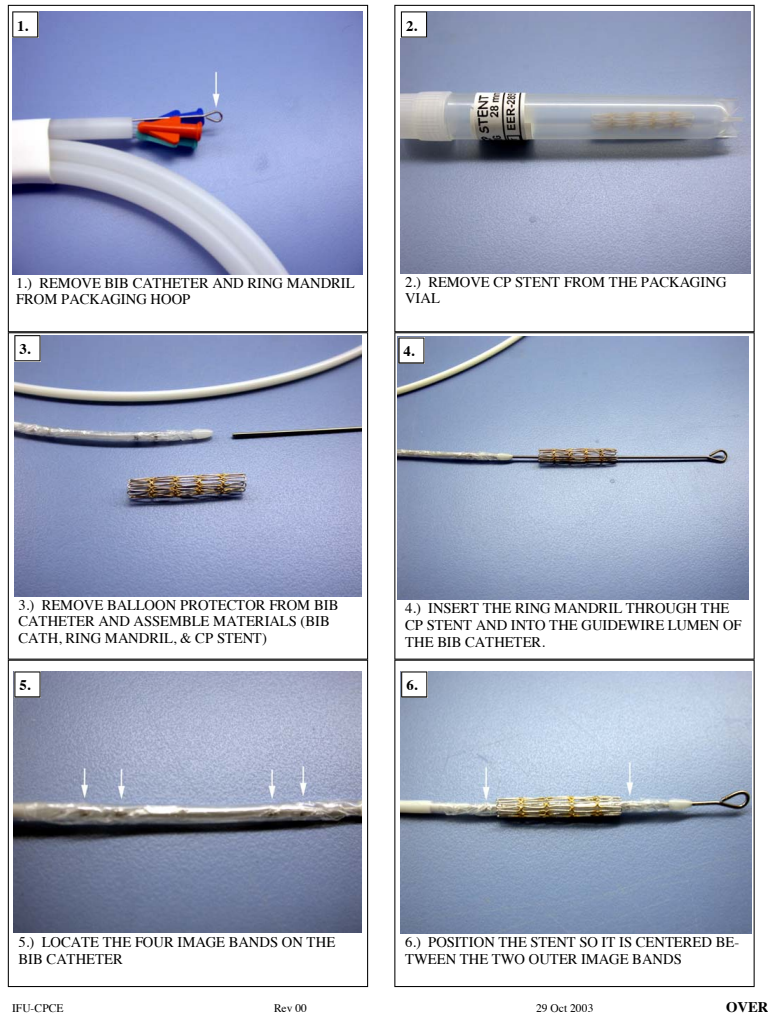 1.
1.) REMOVE BIB CATHETER AND RING MANDRIL
FROM PACKAGING HOOP
2.
STENT
28 m
EER-28
2.) REMOVE CP STENT FROM THE PACKAGING
VIAL
3.
3.) REMOVE BALLOON PROTECTOR FROM BIB
CATHETER AND ASSEMBLE MATERIALS (BIB
CATH, RING MANDRIL, & CP STENT)
4.
4.) INSERT THE RING MANDRIL THROUGH THE
CP STENT AND INTO THE GUIDEWIRE LUMEN OF
THE BIB CATHETER.
5.
5.) LOCATE THE FOUR IMAGE BANDS ON THE
BIB CATHETER
6.
6.) POSITION THE STENT SO IT IS CENTERED BE-
TWEEN THE TWO OUTER IMAGE BANDS
IFU-CPCE Rev 00 29 Oct 2003 OVER